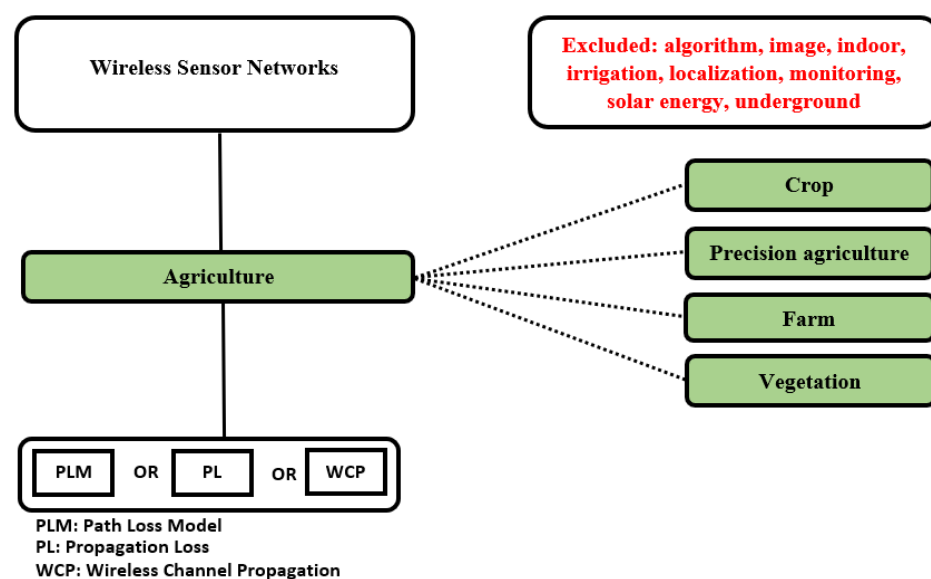 Wireless Sensor Networks
Excluded: algorithm, image, indoor,
irrigation, localization, monitoring,
solar energy, underground
Crop
Precision agriculture
Agriculture
Farm
Vegetation
PLM OR PL OR WCP
PLM: Path Loss Model
PL: Propagation Loss
WCP: Wireless Channel Propagation